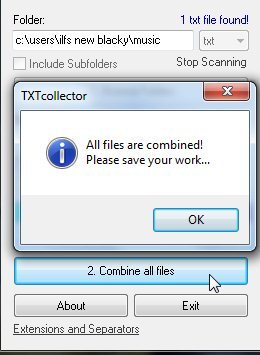 Folder:
1 txt file found!
c:\users\ilfs new blacky\music
txt
Include Subfolders
Stop Scanning
TXTcollector
All files are combined!
Please save your work...
OK
2. Combine all files
About
Exit
Extensions and Separators